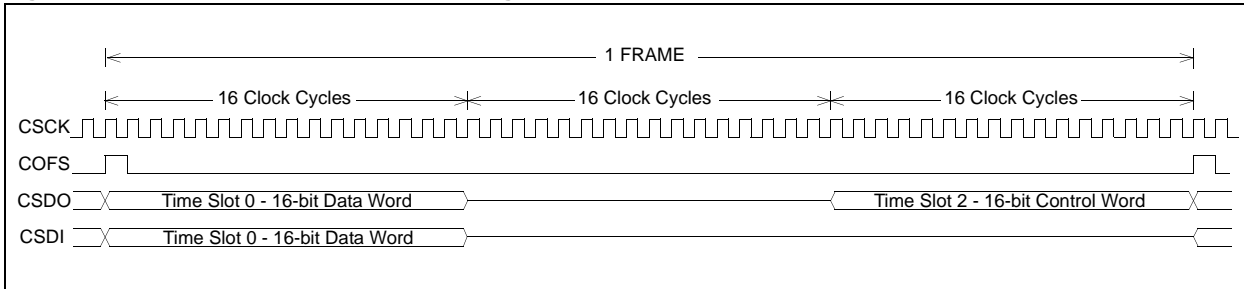 1 FRAME
16 Clock Cycles 16 Clock Cycles 16 Clock Cycles
CSCK
COFS
CSDO Time Slot 0 - 16-bit Data Word Time Slot 2 - 16-bit Control Word
CSDI Time Slot 0 - 16-bit Data Word